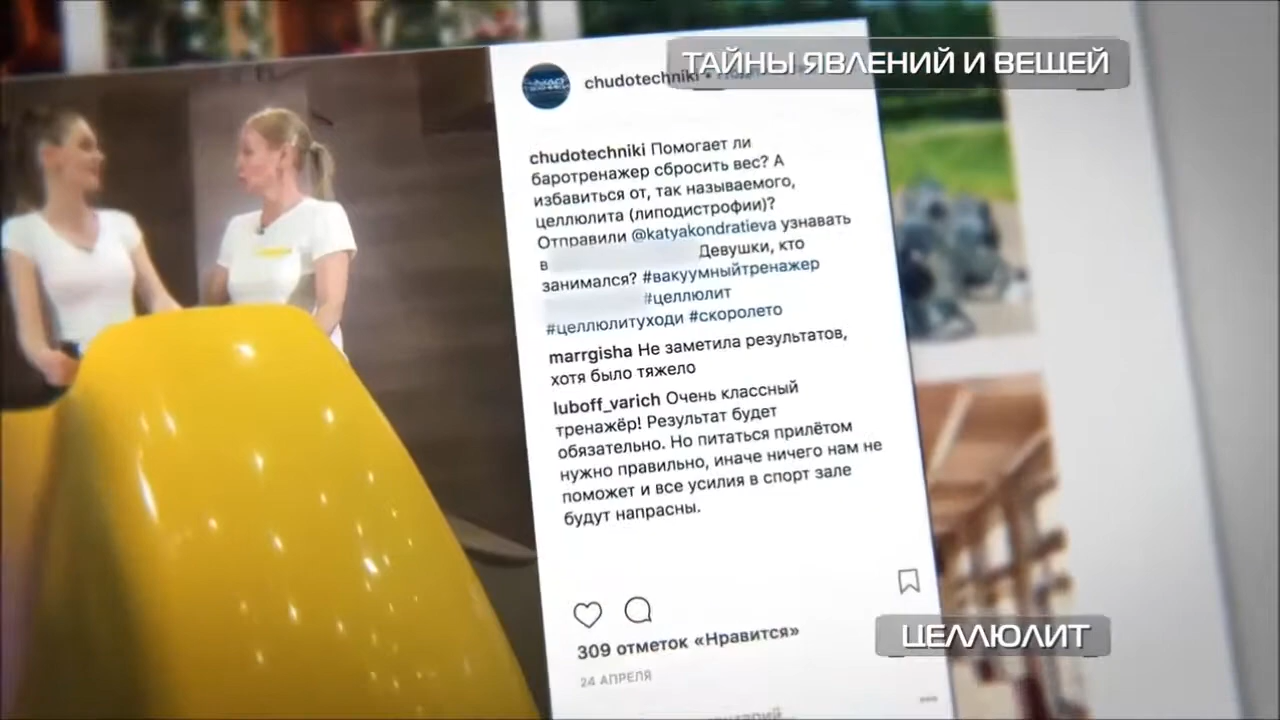 ТАЙНЫ ЯВЛЕНИЙ И ВЕЩЕЙ
chudotechniki •
chudotechniki Помогает ли
баротренажер сбросить вес? А
избавиться от, так называемого,
целлюлита (липодистрофии)?
Отправили @katyakondratieva узнавать
в Девушки, кто
занимался? #вакуумныйтренажер
#целлюлит
#целлюлитуходи #скоролето
marrgisha Не заметила результатов,
хотя было тяжело
luboff_varich Очень классный
тренажёр! Результат будет
обязательно. Но питаться прилётом
нужно правильно, иначе ничего нам не
поможет и все усилия в спорт зале
будут напрасны.
309 отметок «Нравится»
ЦЕЛЛЮЛИТ
24 АПРЕЛЯ